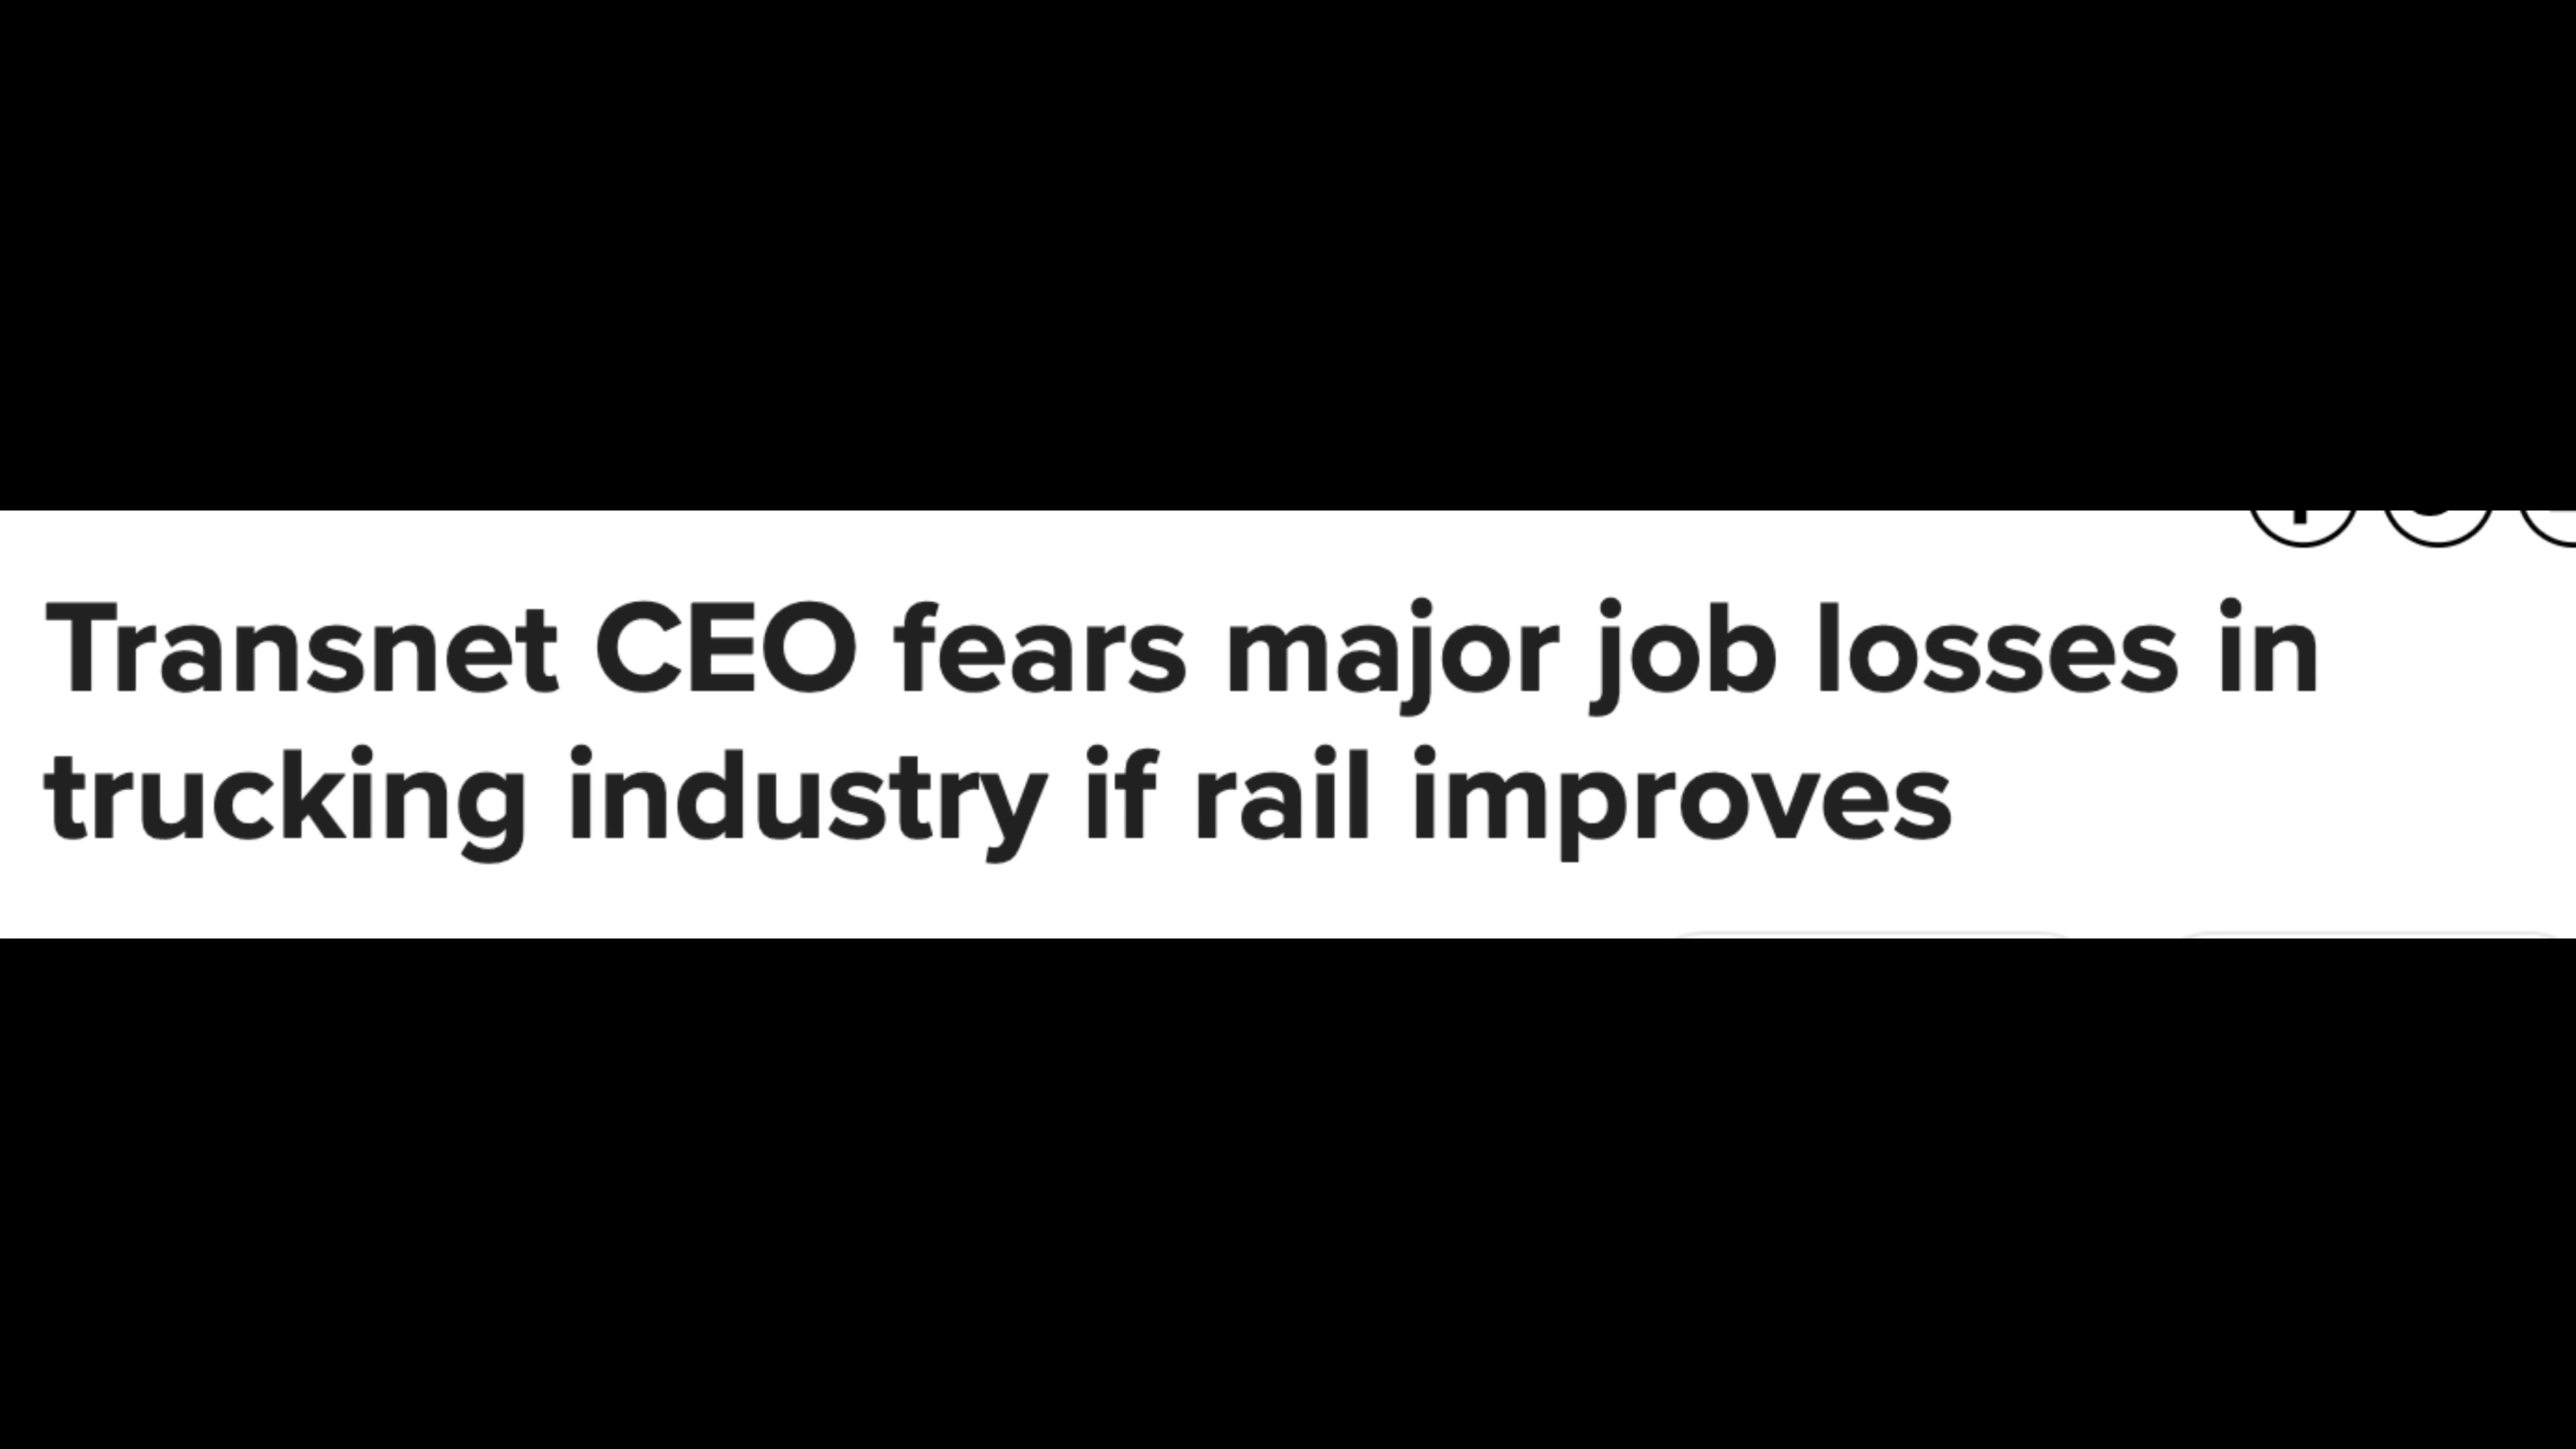 Transnet CEO fears major job losses in
trucking industry if rail improves